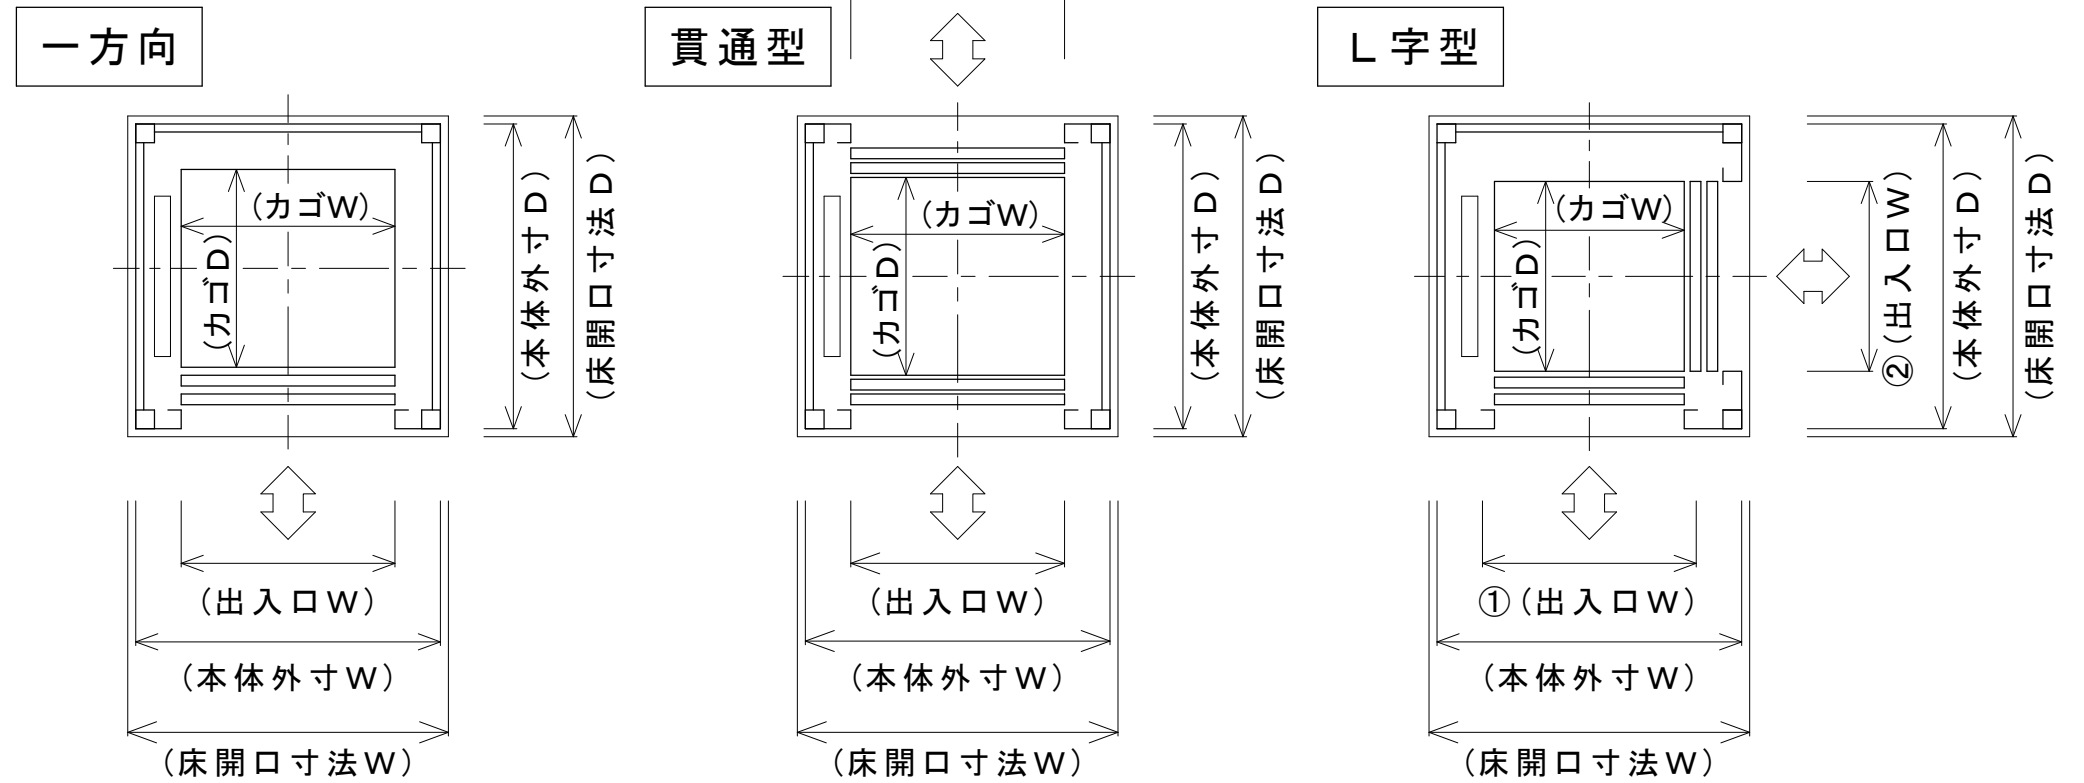 一方向
(カゴW)
(カゴD)
(本体外寸D)
(床開口寸法D)
(出入口W)
(本体外寸W)
(床開口寸法W)
貫通型
(カゴW)
(カゴD)
(本体外寸D)
(床開口寸法D)
(出入口W)
(本体外寸W)
(床開口寸法W)
L字型
(カゴW)
(カゴD)
②(出入口W)
(本体外寸D)
(床開口寸法D)
①(出入口W)
(本体外寸W)
(床開口寸法W)